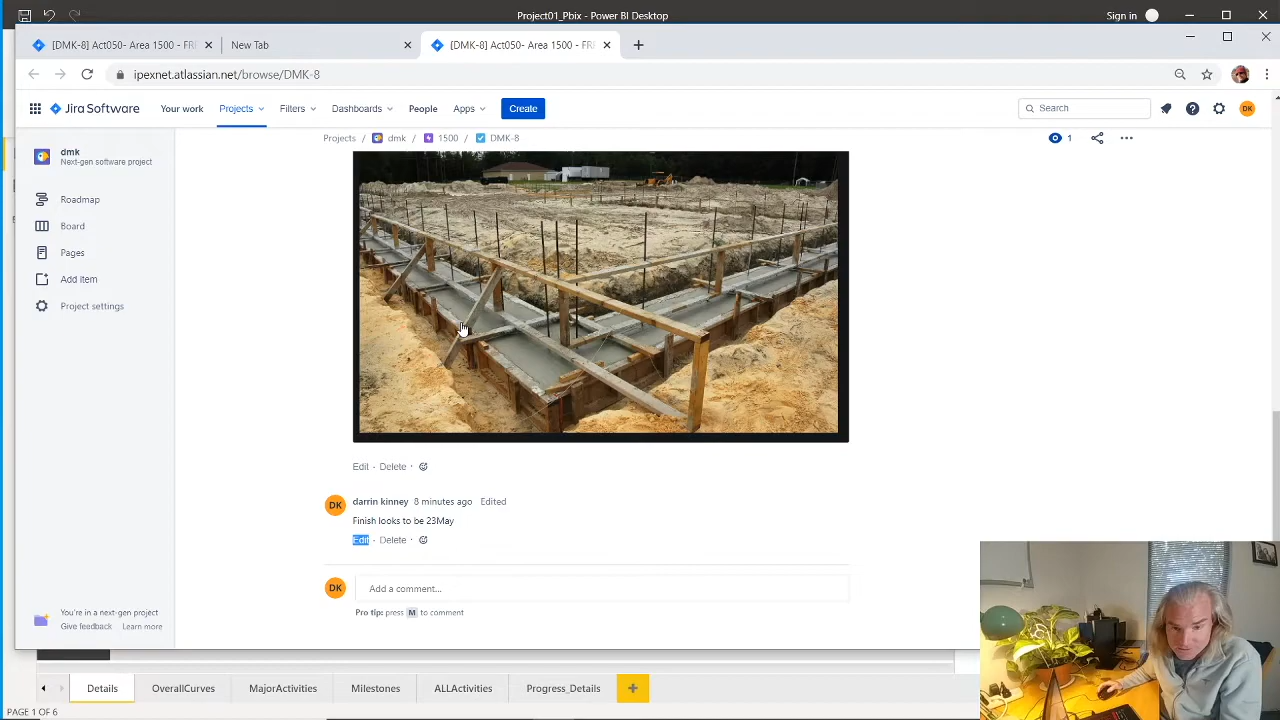 Project01_Pbix - Power BI Desktop
Sign in
[DMK-8] Act050- Area 1500 - FRI
New Tab
[DMK-8] Act050- Area 1500 - FRI
ipexnet.atlassian.net/browse/DMK-8
Jira Software
Your work
Projects
Filters
Dashboards
People
Apps
Create
Search
DK
dmk
Next-gen software project
Roadmap
Board
Pages
Add item
Project settings
You're in a next-gen project
Give feedback
Learn more
Projects / dmk / 1500 / DMK-8
1
Edit · Delete ·
DK
darrin kinney 8 minutes ago Edited
Finish looks to be 23May
Edit · Delete ·
DK
Add a comment...
Pro tip: press M to comment
Details
OverallCurves
MajorActivities
Milestones
ALLActivities
Progress_Details
PAGE 1 OF 6